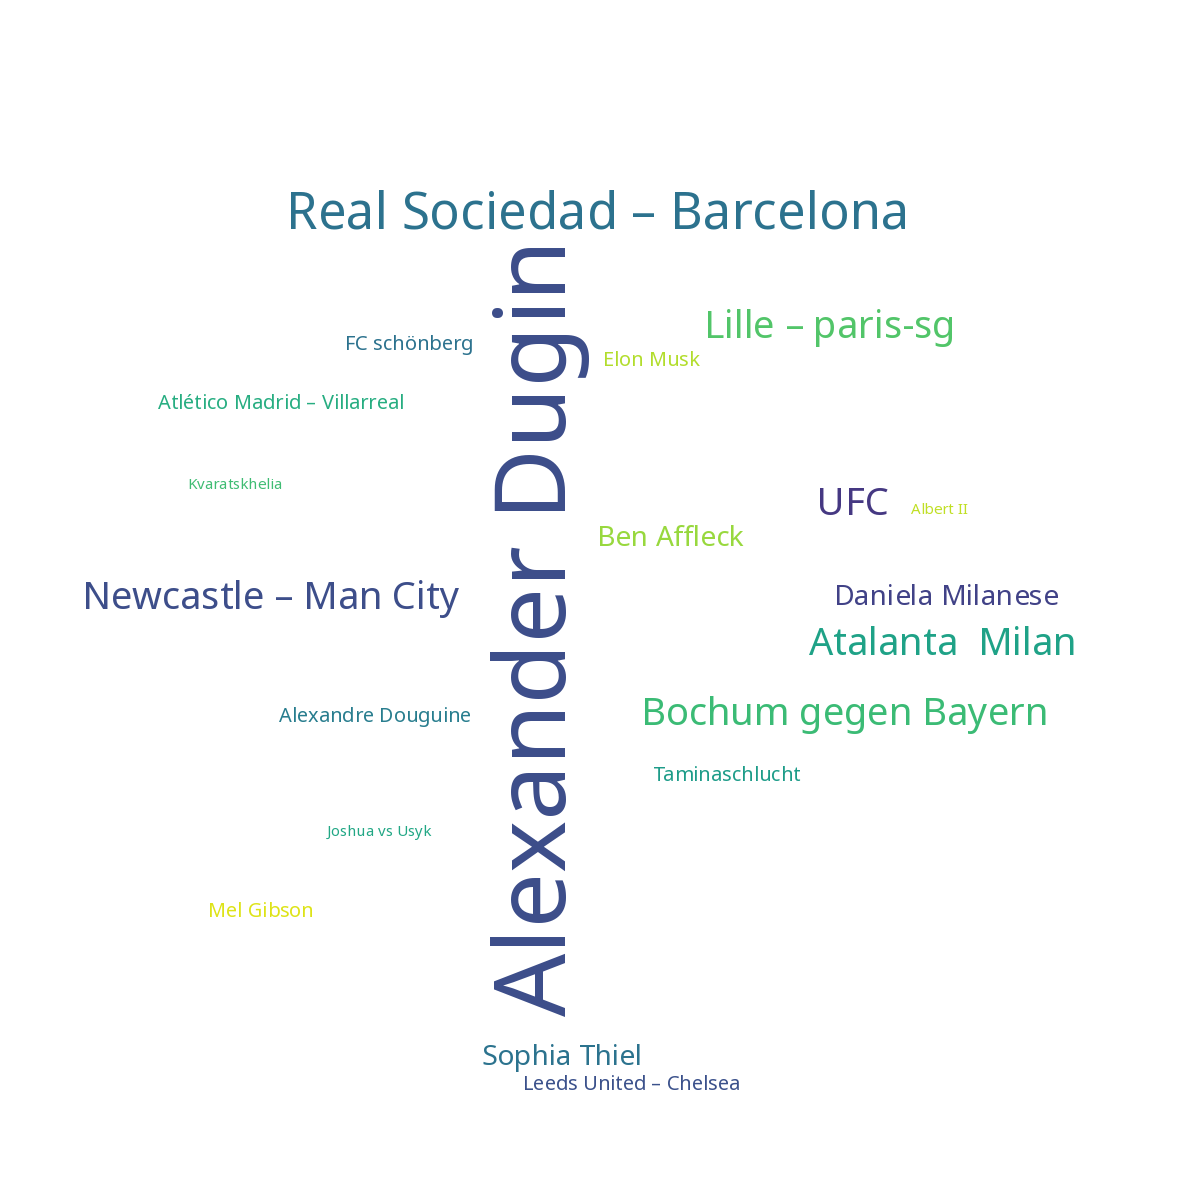 Real Sociedad – Barcelona
Alexander Dugin
Lille – paris-sg
FC schönberg
Elon Musk
Atlético Madrid – Villarreal
Kvaratskhelia
UFC
Albert II
Ben Affleck
Newcastle – Man City
Daniela Milanese
Atalanta  Milan
Alexandre Douguine
Bochum gegen Bayern
Taminaschlucht
Joshua vs Usyk
Mel Gibson
Sophia Thiel
Leeds United – Chelsea